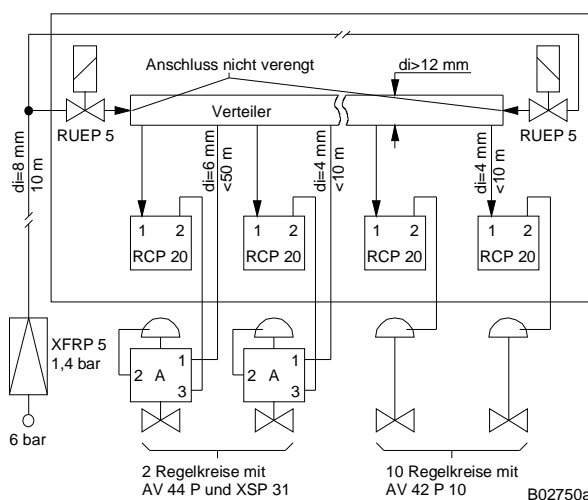 Anschluss nicht verengt
di>12 mm
RUEP 5
Verteiler
RUEP 5
di=8 mm
10 m
di=6 mm
<50 m
di=4 mm
<10 m
di=4 mm
<10 m
1 2
RCP 20
1 2
RCP 20
1 2
RCP 20
1 2
RCP 20
XFRP 5
1,4 bar
6 bar
2 A 1
3
2 A 1
3
2 Regelkreise mit
AV 44 P und XSP 31
10 Regelkreise mit
AV 42 P 10
B02750a